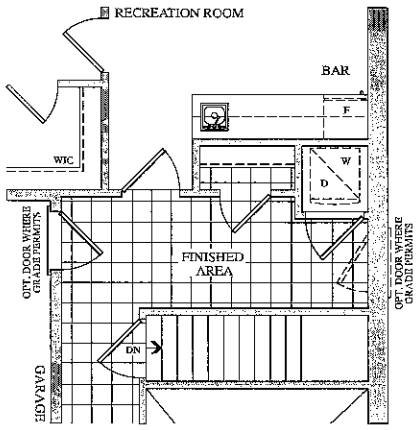 RECREATION ROOM
BAR
F
WIC
W
D
OPT. DOOR WHERE
GRADE PERMITS
FINISHED
AREA
OPT. DOOR WHERE
GRADE PERMITS
DN
GARAGE